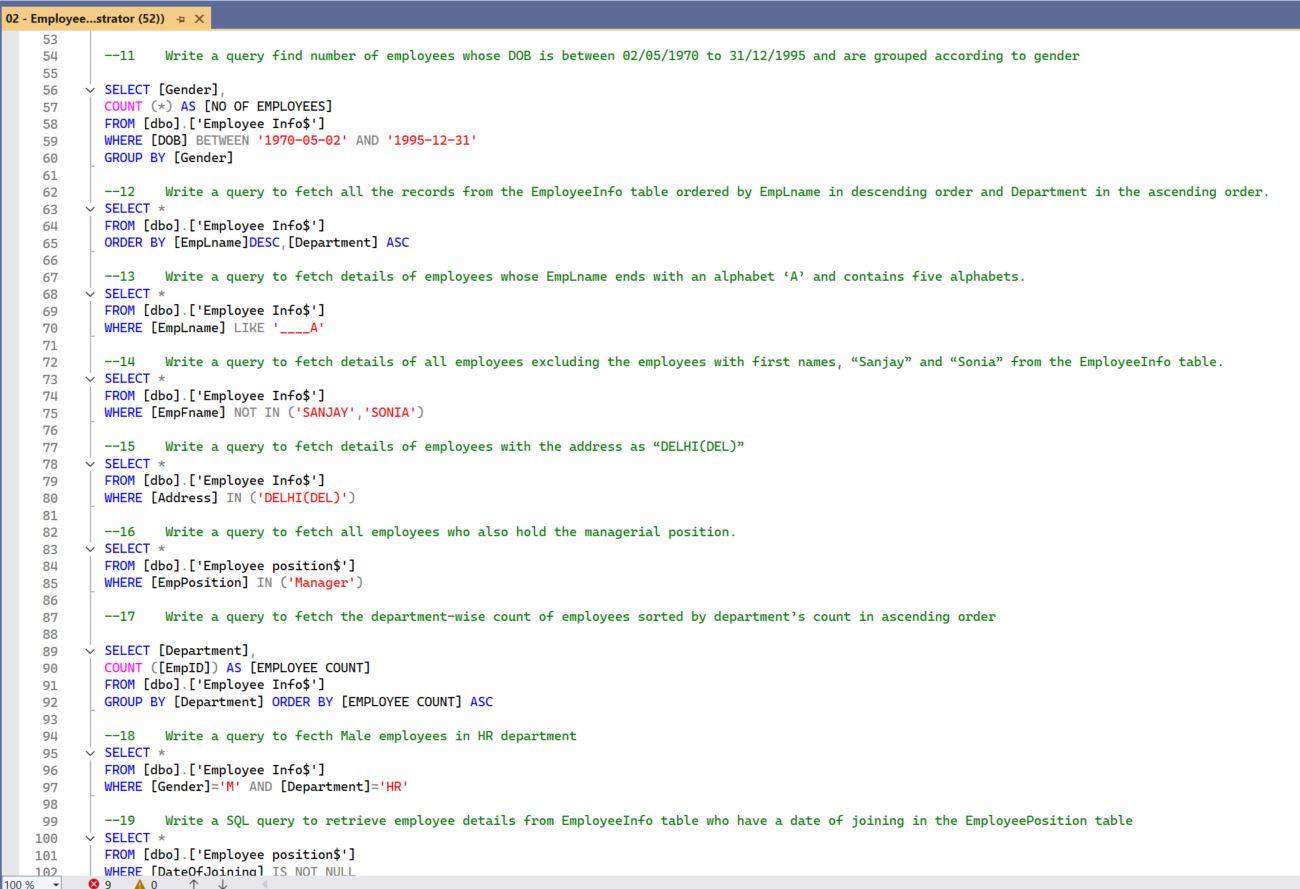 02 - Employee...strator (52))
53
54 --11 Write a query find number of employees whose DOB is between 02/05/1970 to 31/12/1995 and are grouped according to gender
55
56 SELECT [Gender],
57 COUNT (*) AS [NO OF EMPLOYEES]
58 FROM [dbo].['Employee Info$']
59 WHERE [DOB] BETWEEN '1970-05-02' AND '1995-12-31'
60 GROUP BY [Gender]
61
62 --12 Write a query to fetch all the records from the EmployeeInfo table ordered by EmpLname in descending order and Department in the ascending order.
63 SELECT *
64 FROM [dbo].['Employee Info$']
65 ORDER BY [EmpLname]DESC,[Department] ASC
66
67 --13 Write a query to fetch details of employees whose EmpLname ends with an alphabet ‘A’ and contains five alphabets.
68 SELECT *
69 FROM [dbo].['Employee Info$']
70 WHERE [EmpLname] LIKE '____A'
71
72 --14 Write a query to fetch details of all employees excluding the employees with first names, “Sanjay” and “Sonia” from the EmployeeInfo table.
73 SELECT *
74 FROM [dbo].['Employee Info$']
75 WHERE [EmpFname] NOT IN ('SANJAY','SONIA')
76
77 --15 Write a query to fetch details of employees with the address as “DELHI(DEL)”
78 SELECT *
79 FROM [dbo].['Employee Info$']
80 WHERE [Address] IN ('DELHI(DEL)')
81
82 --16 Write a query to fetch all employees who also hold the managerial position.
83 SELECT *
84 FROM [dbo].['Employee position$']
85 WHERE [EmpPosition] IN ('Manager')
86
87 --17 Write a query to fetch the department-wise count of employees sorted by department’s count in ascending order
88
89 SELECT [Department],
90 COUNT ([EmpID]) AS [EMPLOYEE COUNT]
91 FROM [dbo].['Employee Info$']
92 GROUP BY [Department] ORDER BY [EMPLOYEE COUNT] ASC
93
94 --18 Write a query to fecth Male employees in HR department
95 SELECT *
96 FROM [dbo].['Employee Info$']
97 WHERE [Gender]='M' AND [Department]='HR'
98
99 --19 Write a SQL query to retrieve employee details from EmployeeInfo table who have a date of joining in the EmployeePosition table
100 SELECT *
101 FROM [dbo].['Employee position$']
102 WHERE [DateOfJoining] IS NOT NULL
100 % 9 0